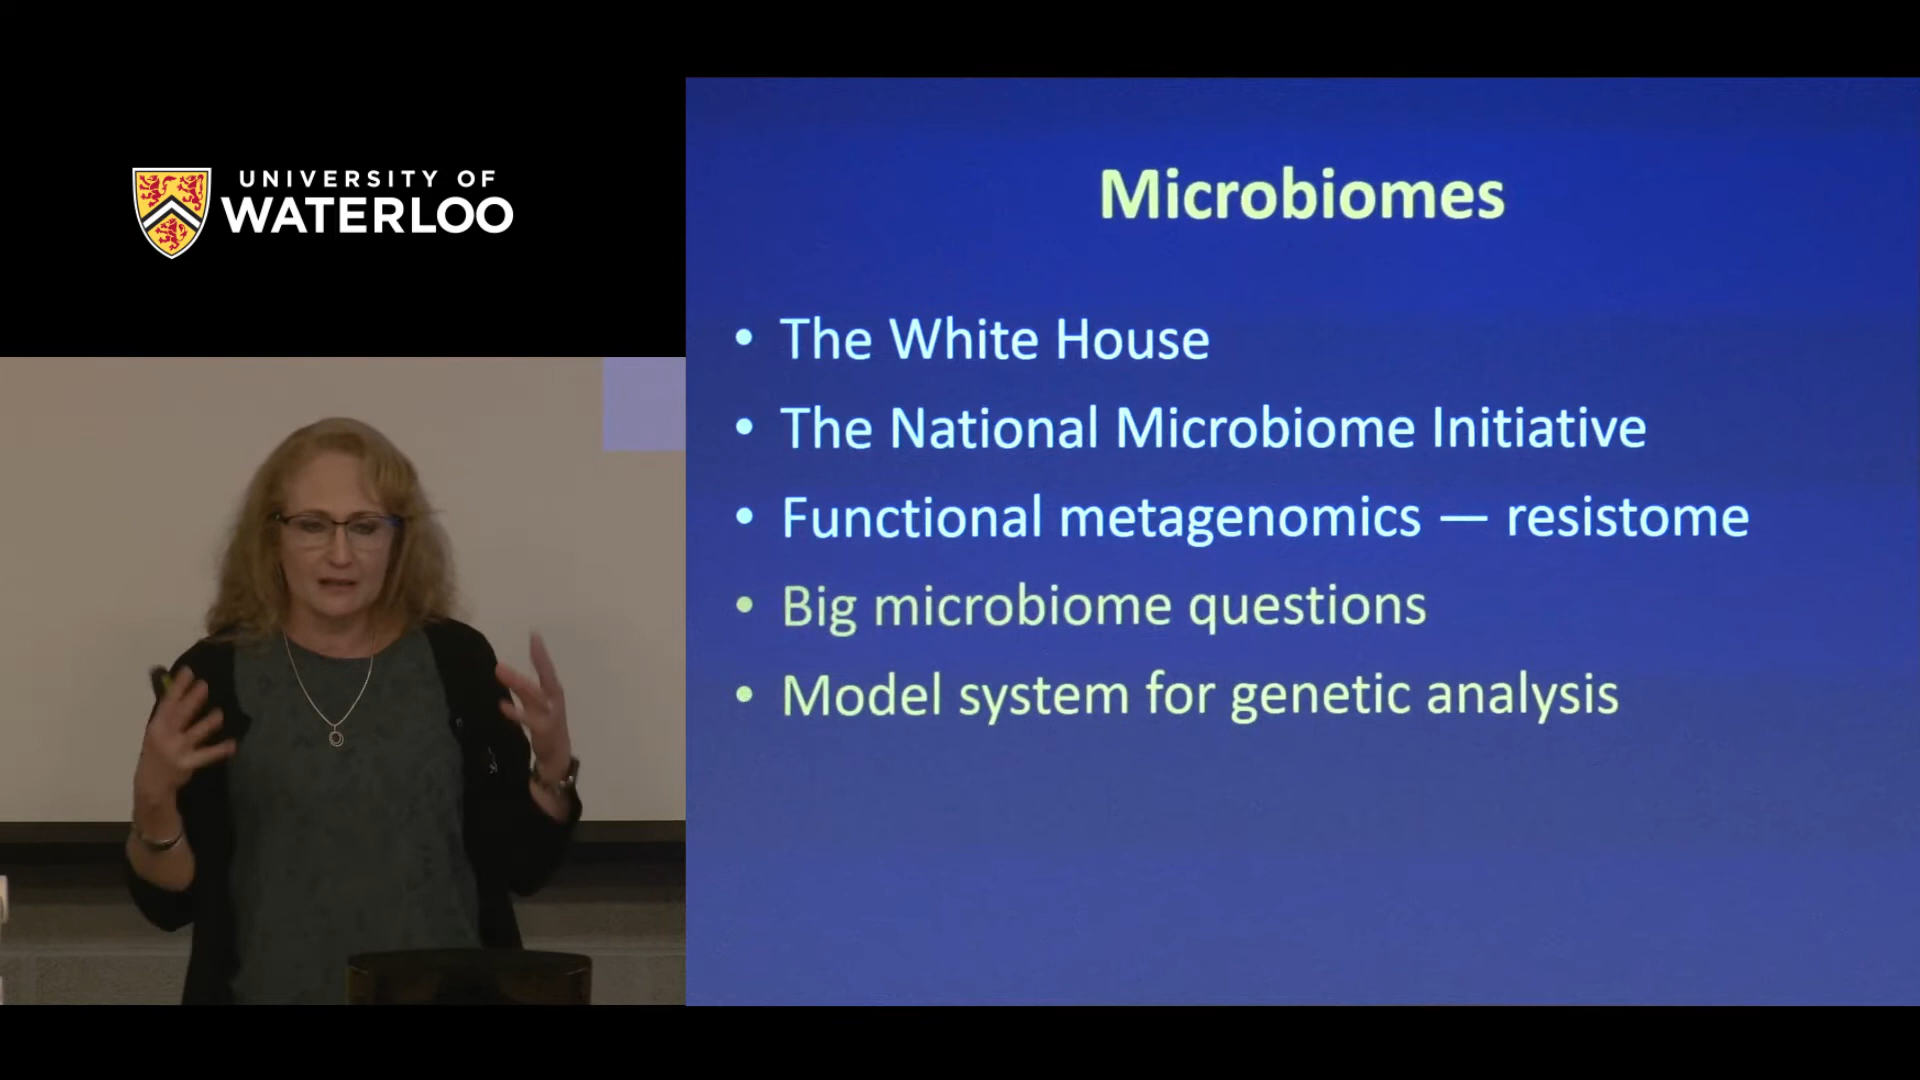 UNIVERSITY OF
WATERLOO
Microbiomes
• The White House
• The National Microbiome Initiative
• Functional metagenomics — resistome
• Big microbiome questions
• Model system for genetic analysis